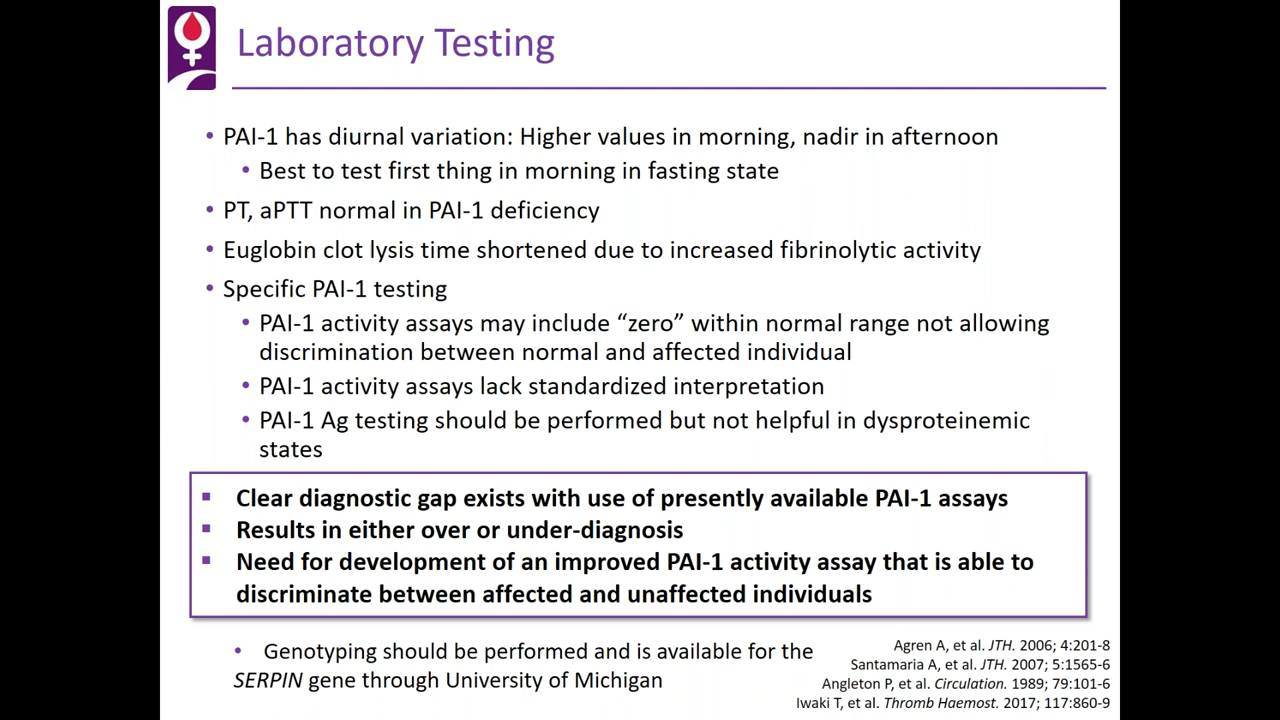 Laboratory Testing
• PAI-1 has diurnal variation: Higher values in morning, nadir in afternoon
• Best to test first thing in morning in fasting state
• PT, aPTT normal in PAI-1 deficiency
• Euglobin clot lysis time shortened due to increased fibrinolytic activity
• Specific PAI-1 testing
• PAI-1 activity assays may include “zero” within normal range not allowing
discrimination between normal and affected individual
• PAI-1 activity assays lack standardized interpretation
• PAI-1 Ag testing should be performed but not helpful in dysproteinemic
states
▪ Clear diagnostic gap exists with use of presently available PAI-1 assays
▪ Results in either over or under-diagnosis
▪ Need for development of an improved PAI-1 activity assay that is able to
discriminate between affected and unaffected individuals
• Genotyping should be performed and is available for the
SERPIN gene through University of Michigan
Agren A, et al. JTH. 2006; 4:201-8
Santamaria A, et al. JTH. 2007; 5:1565-6
Angleton P, et al. Circulation. 1989; 79:101-6
Iwaki T, et al. Thromb Haemost. 2017; 117:860-9